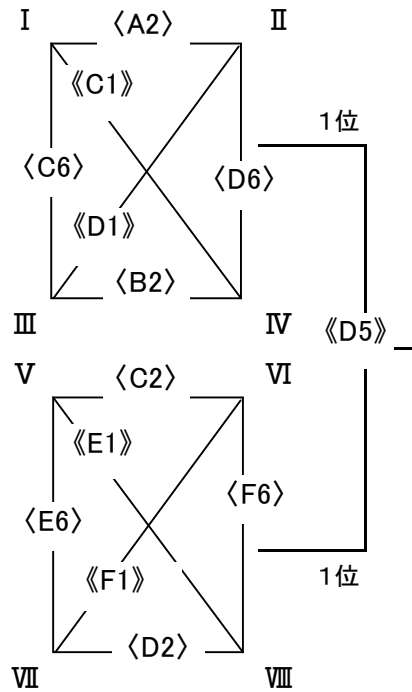 Ⅰ 〈A2〉 Ⅱ
《C1》
1位
〈C6〉 〈D6〉
《D1》
〈B2〉
Ⅲ Ⅳ 《D5》
Ⅴ 〈C2〉 Ⅵ
《E1》
〈E6〉 〈F6〉
《F1》 1位
〈D2〉
Ⅶ Ⅷ